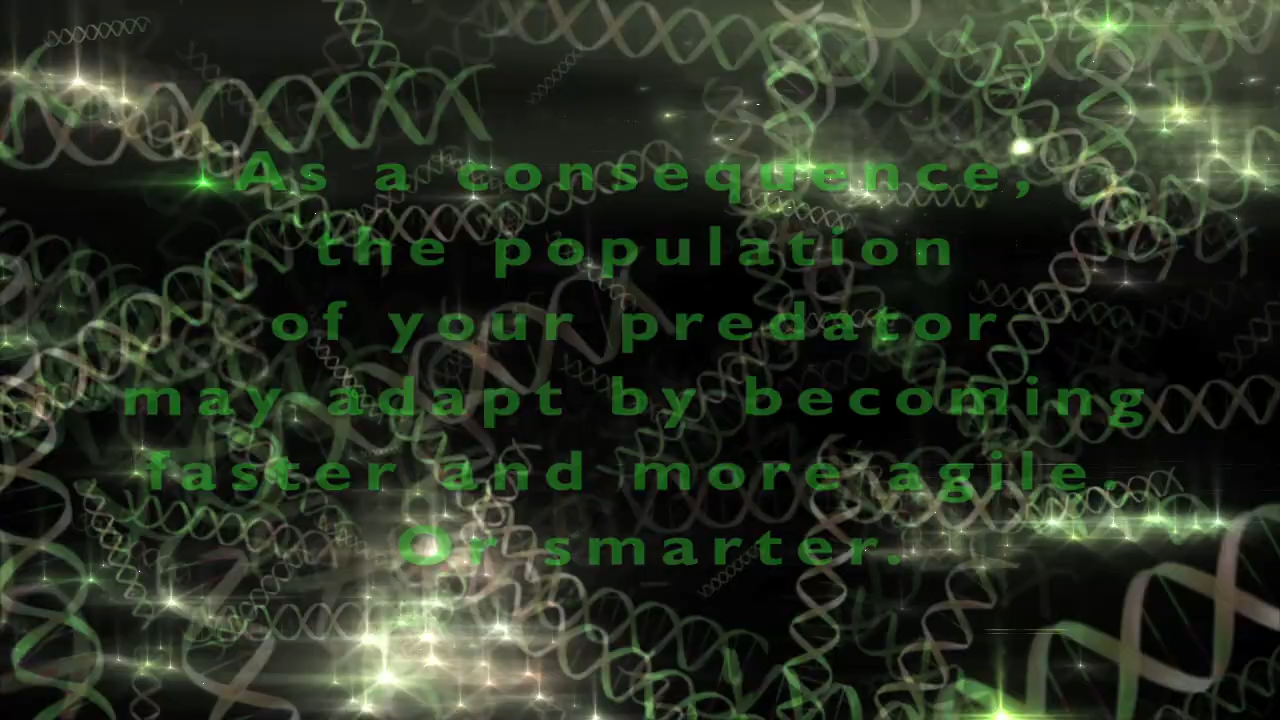 As a consequence,
the population
of your predator
may adapt by becoming
faster and more agile.
Or smarter.